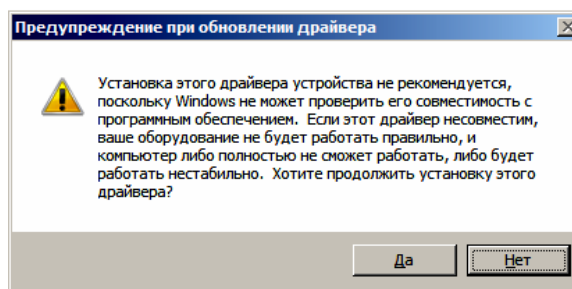 Предупреждение при обновлении драйвера
Установка этого драйвера устройства не рекомендуется,
поскольку Windows не может проверить его совместимость с
программным обеспечением.  Если этот драйвер несовместим,
ваше оборудование не будет работать правильно, и
компьютер либо полностью не сможет работать, либо будет
работать нестабильно.  Хотите продолжить установку этого
драйвера?
Да
Нет